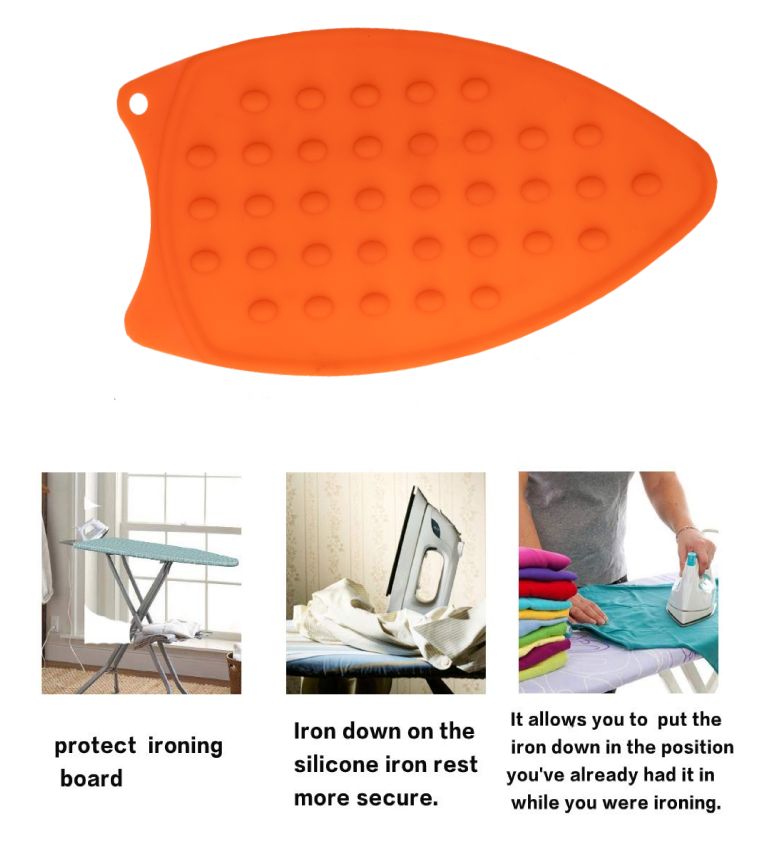 protect ironing
board
Iron down on the
silicone iron rest
more secure.
It allows you to put the
iron down in the position
you've already had it in
while you were ironing.